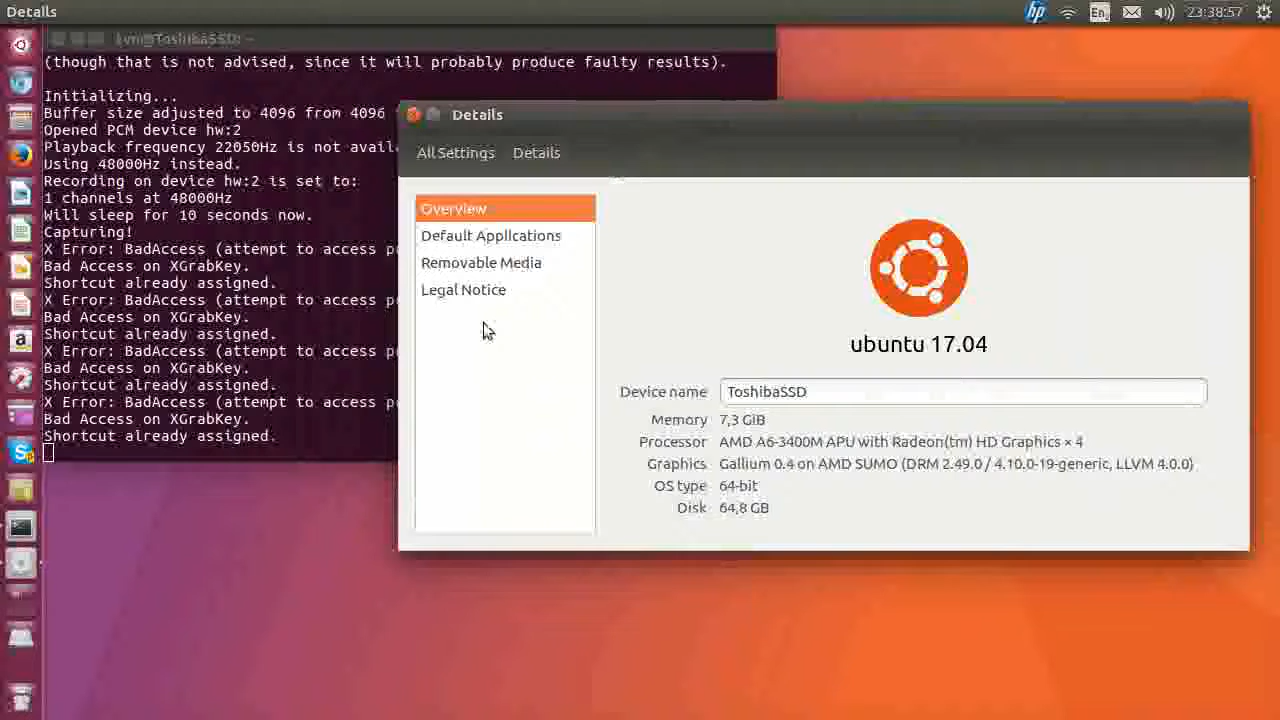 Details
En
23:38:57
(though that is not advised, since it will probably produce faulty results).
Initializing...
Buffer size adjusted to 4096 from 4096
Opened PCM device hw:2
Playback frequency 22050Hz is not
Using 48000Hz instead.
Recording on device hw:2 is set to:
1 channels at 48000Hz
Will sleep for 10 seconds now.
Capturing!
X Error: BadAccess (attempt to access
Bad Access on XGrabKey.
Shortcut already assigned.
X Error: BadAccess (attempt to access
Bad Access on XGrabKey.
Shortcut already assigned.
X Error: BadAccess (attempt to access
Bad Access on XGrabKey.
Shortcut already assigned.
X Error: BadAccess (attempt to access
Bad Access on XGrabKey.
Shortcut already assigned.
Details
All Settings Details
Overview
Default Applications
Removable Media
Legal Notice
ubuntu 17.04
Device name ToshibaSSD
Memory 7,3 GiB
Processor AMD A6-3400M APU with Radeon(tm) HD Graphics × 4
Graphics Gallium 0.4 on AMD SUMO (DRM 2.49.0 / 4.10.0-19-generic, LLVM 4.0.0)
OS type 64-bit
Disk 64,8 GB